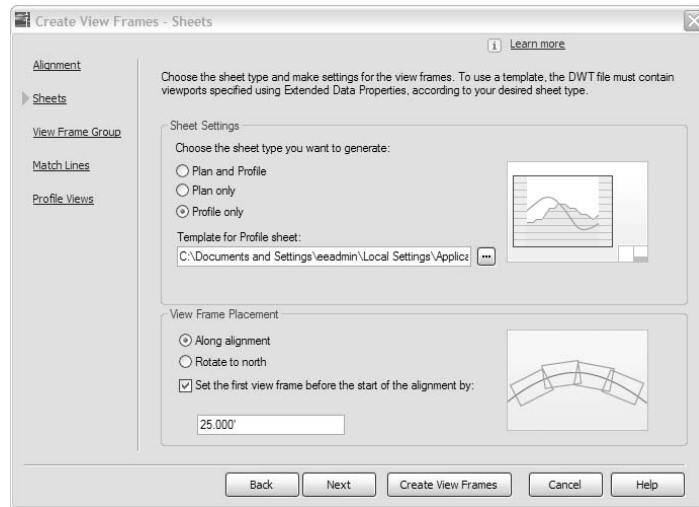 Create View Frames - Sheets
Learn more
Alignment
Sheets
View Frame Group
Match Lines
Profile Views
Choose the sheet type and make settings for the view frames. To use a template, the DWT file must contain
viewports specified using Extended Data Properties, according to your desired sheet type.
Sheet Settings
Choose the sheet type you want to generate:
Plan and Profile
Plan only
Profile only
Template for Profile sheet:
C:\Documents and Settings\eeadmin\Local Settings\Applica
...
View Frame Placement
Along alignment
Rotate to north
Set the first view frame before the start of the alignment by:
25.000'
Back
Next
Create View Frames
Cancel
Help